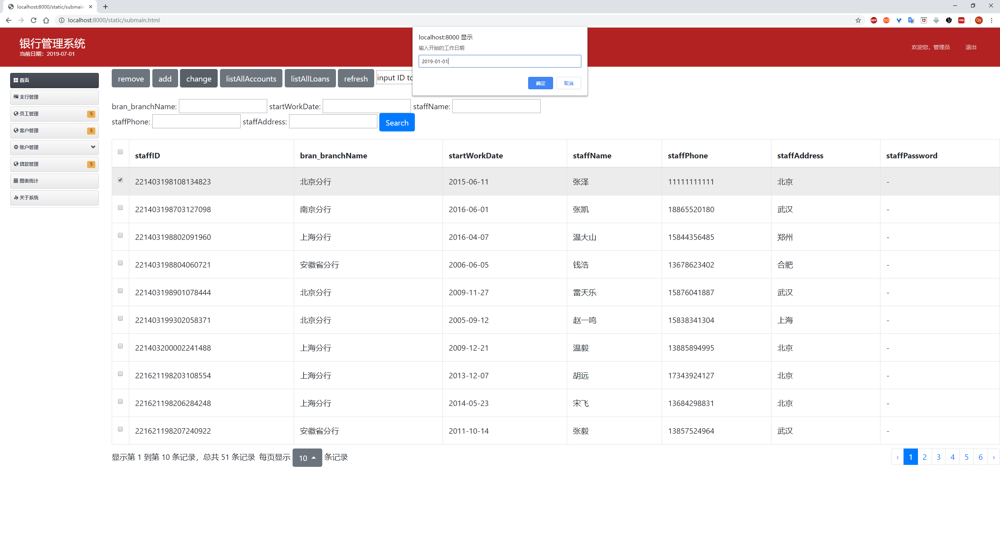 localhost:8000/static/submain.
localhost:8000/static/submain.html
ABP
CORS
Qy
银行管理系统
当前日期：2019-07-01
localhost:8000 显示
输入开始的工作日期
2019-01-01
确定 取消
欢迎您，管理员 退出
首页
支行管理
员工管理 5
客户管理 5
账户管理
贷款管理 5
图表统计
关于系统
remove add change listAllAccounts listAllLoans refresh input ID to
bran_branchName: startWorkDate: staffName:
staffPhone: staffAddress: Search
staffID bran_branchName startWorkDate staffName staffPhone staffAddress staffPassword
221403198108134823 北京分行 2015-06-11 张泽 11111111111 北京 -
221403198703127098 南京分行 2016-06-01 张凯 18865520180 武汉 -
221403198802091960 上海分行 2016-04-07 温大山 15844356485 郑州 -
221403198804060721 安徽省分行 2006-06-05 钱浩 13678623402 合肥 -
221403198901078444 北京分行 2009-11-27 雷天乐 15876041887 武汉 -
221403199302058371 北京分行 2005-09-12 赵一鸣 15838341304 上海 -
221403200002241488 上海分行 2009-12-21 温毅 13885894995 北京 -
221621198203108554 上海分行 2013-12-07 胡远 17343924127 北京 -
221621198206284248 上海分行 2014-05-23 宋飞 13684298831 北京 -
221621198207240922 安徽省分行 2011-10-14 张毅 13857524964 武汉 -
显示第 1 到第 10 条记录，总共 51 条记录 每页显示 10 条记录
‹ 1 2 3 4 5 6 ›